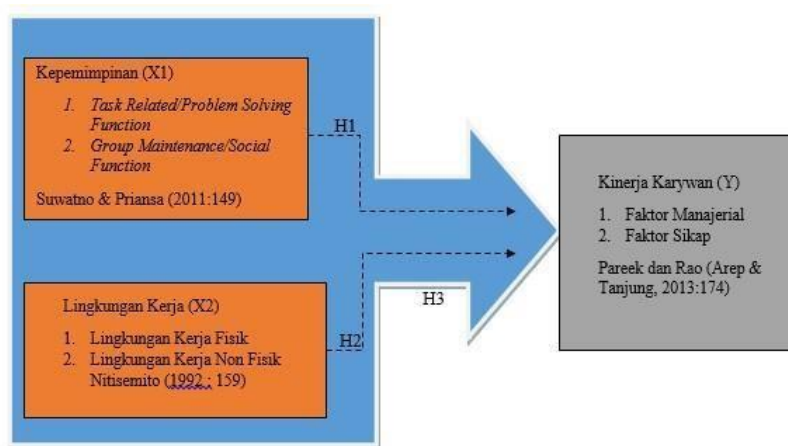 Kepemimpinan (X1)
1. Task Related/Problem Solving
Function
2. Group Maintenance/Social
Function
Suwatno & Priansa (2011:149)
H1
Lingkungan Kerja (X2)
1. Lingkungan Kerja Fisik
2. Lingkungan Kerja Non Fisik
Nitisemito (1992 : 159)
H2
H3
Kinerja Karywan (Y)
1. Faktor Manajerial
2. Faktor Sikap
Pareek dan Rao (Arep &
Tanjung, 2013:174)